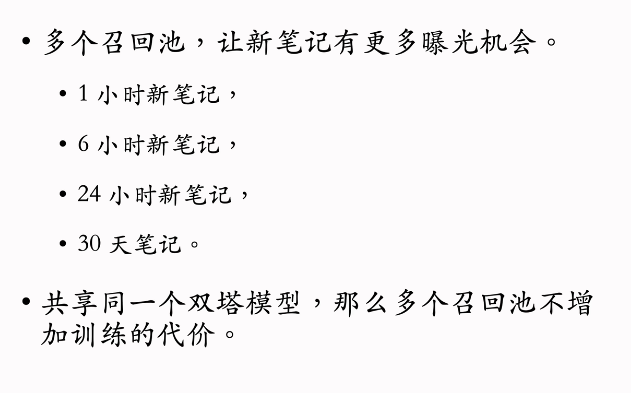 • 多个召回池，让新笔记有更多曝光机会。
• 1 小时新笔记，
• 6 小时新笔记，
• 24 小时新笔记，
• 30 天笔记。
• 共享同一个双塔模型，那么多个召回池不增
加训练的代价。